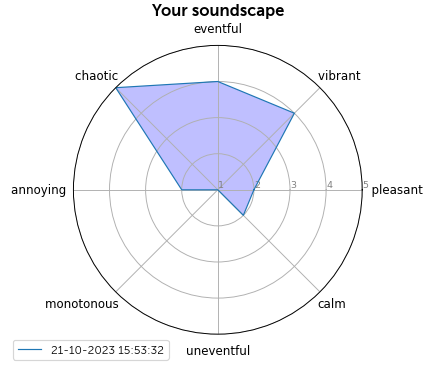 Your soundscape
eventful
chaotic
vibrant
annoying
1
2
3
4
5
pleasant
monotonous
calm
uneventful
21-10-2023 15:53:32